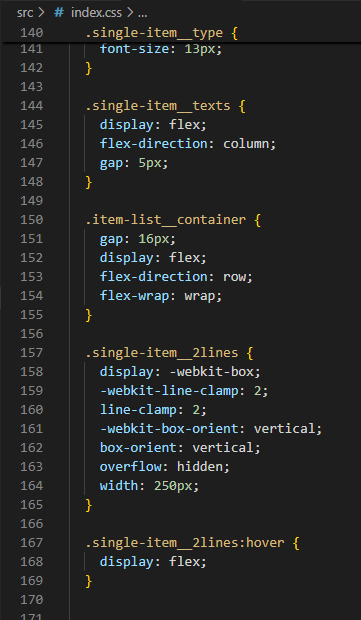 src > # index.css > ...
140 .single-item__type {
141 font-size: 13px;
142 }
143
144 .single-item__texts {
145 display: flex;
146 flex-direction: column;
147 gap: 5px;
148 }
149
150 .item-list__container {
151 gap: 16px;
152 display: flex;
153 flex-direction: row;
154 flex-wrap: wrap;
155 }
156
157 .single-item__2lines {
158 display: -webkit-box;
159 -webkit-line-clamp: 2;
160 line-clamp: 2;
161 -webkit-box-orient: vertical;
162 box-orient: vertical;
163 overflow: hidden;
164 width: 250px;
165 }
166
167 .single-item__2lines:hover {
168 display: flex;
169 }
170
171